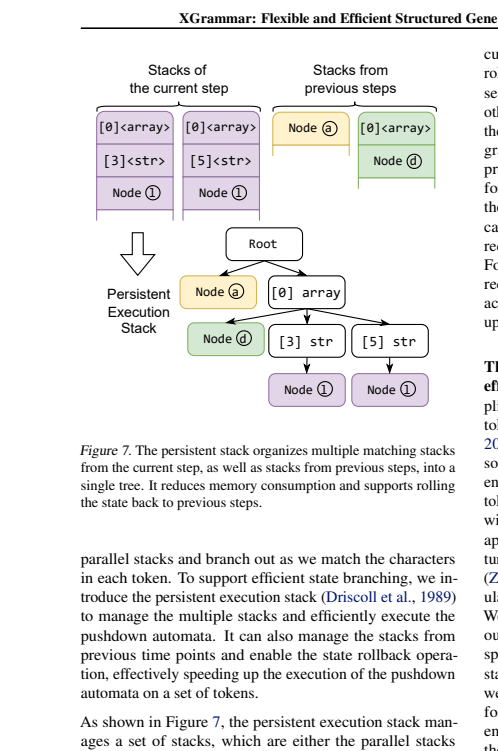 XGrammar: Flexible and Efficient Structured Gene
Stacks of
the current step
Stacks from
previous steps
[0]<array>
[0]<array>
Node ⓐ
[0]<array>
[3]<str>
[5]<str>
Node ⓓ
Node ⓛ
Node ⓛ
Root
Persistent
Execution
Stack
Node ⓐ
[0] array
Node ⓓ
[3] str
[5] str
Node ⓛ
Node ⓛ
Figure 7. The persistent stack organizes multiple matching stacks
from the current step, as well as stacks from previous steps, into a
single tree. It reduces memory consumption and supports rolling
the state back to previous steps.
parallel stacks and branch out as we match the characters
in each token. To support efficient state branching, we in-
troduce the persistent execution stack (Driscoll et al., 1989)
to manage the multiple stacks and efficiently execute the
pushdown automata. It can also manage the stacks from
previous time points and enable the state rollback opera-
tion, effectively speeding up the execution of the pushdown
automata on a set of tokens.
As shown in Figure 7, the persistent execution stack man-
ages a set of stacks, which are either the parallel stacks